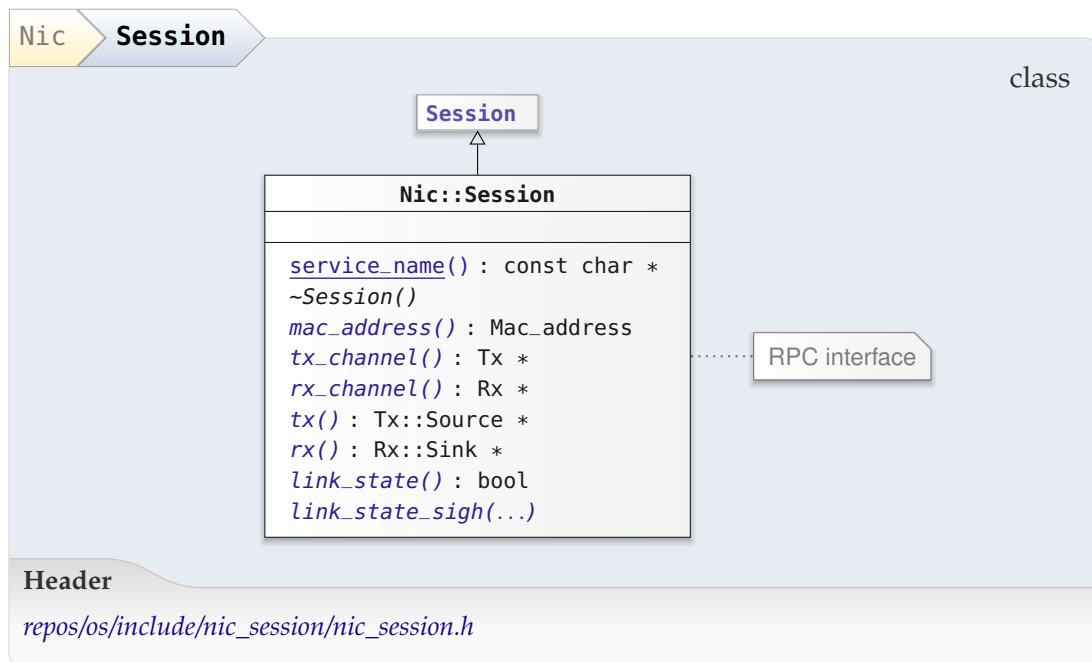 Nic Session
class
Session
Nic::Session
service_name() : const char *
~Session()
mac_address() : Mac_address
tx_channel() : Tx *
rx_channel() : Rx *
tx() : Tx::Source *
rx() : Rx::Sink *
link_state() : bool
link_state_sigh(...)
RPC interface
Header
repos/os/include/nic_session/nic_session.h